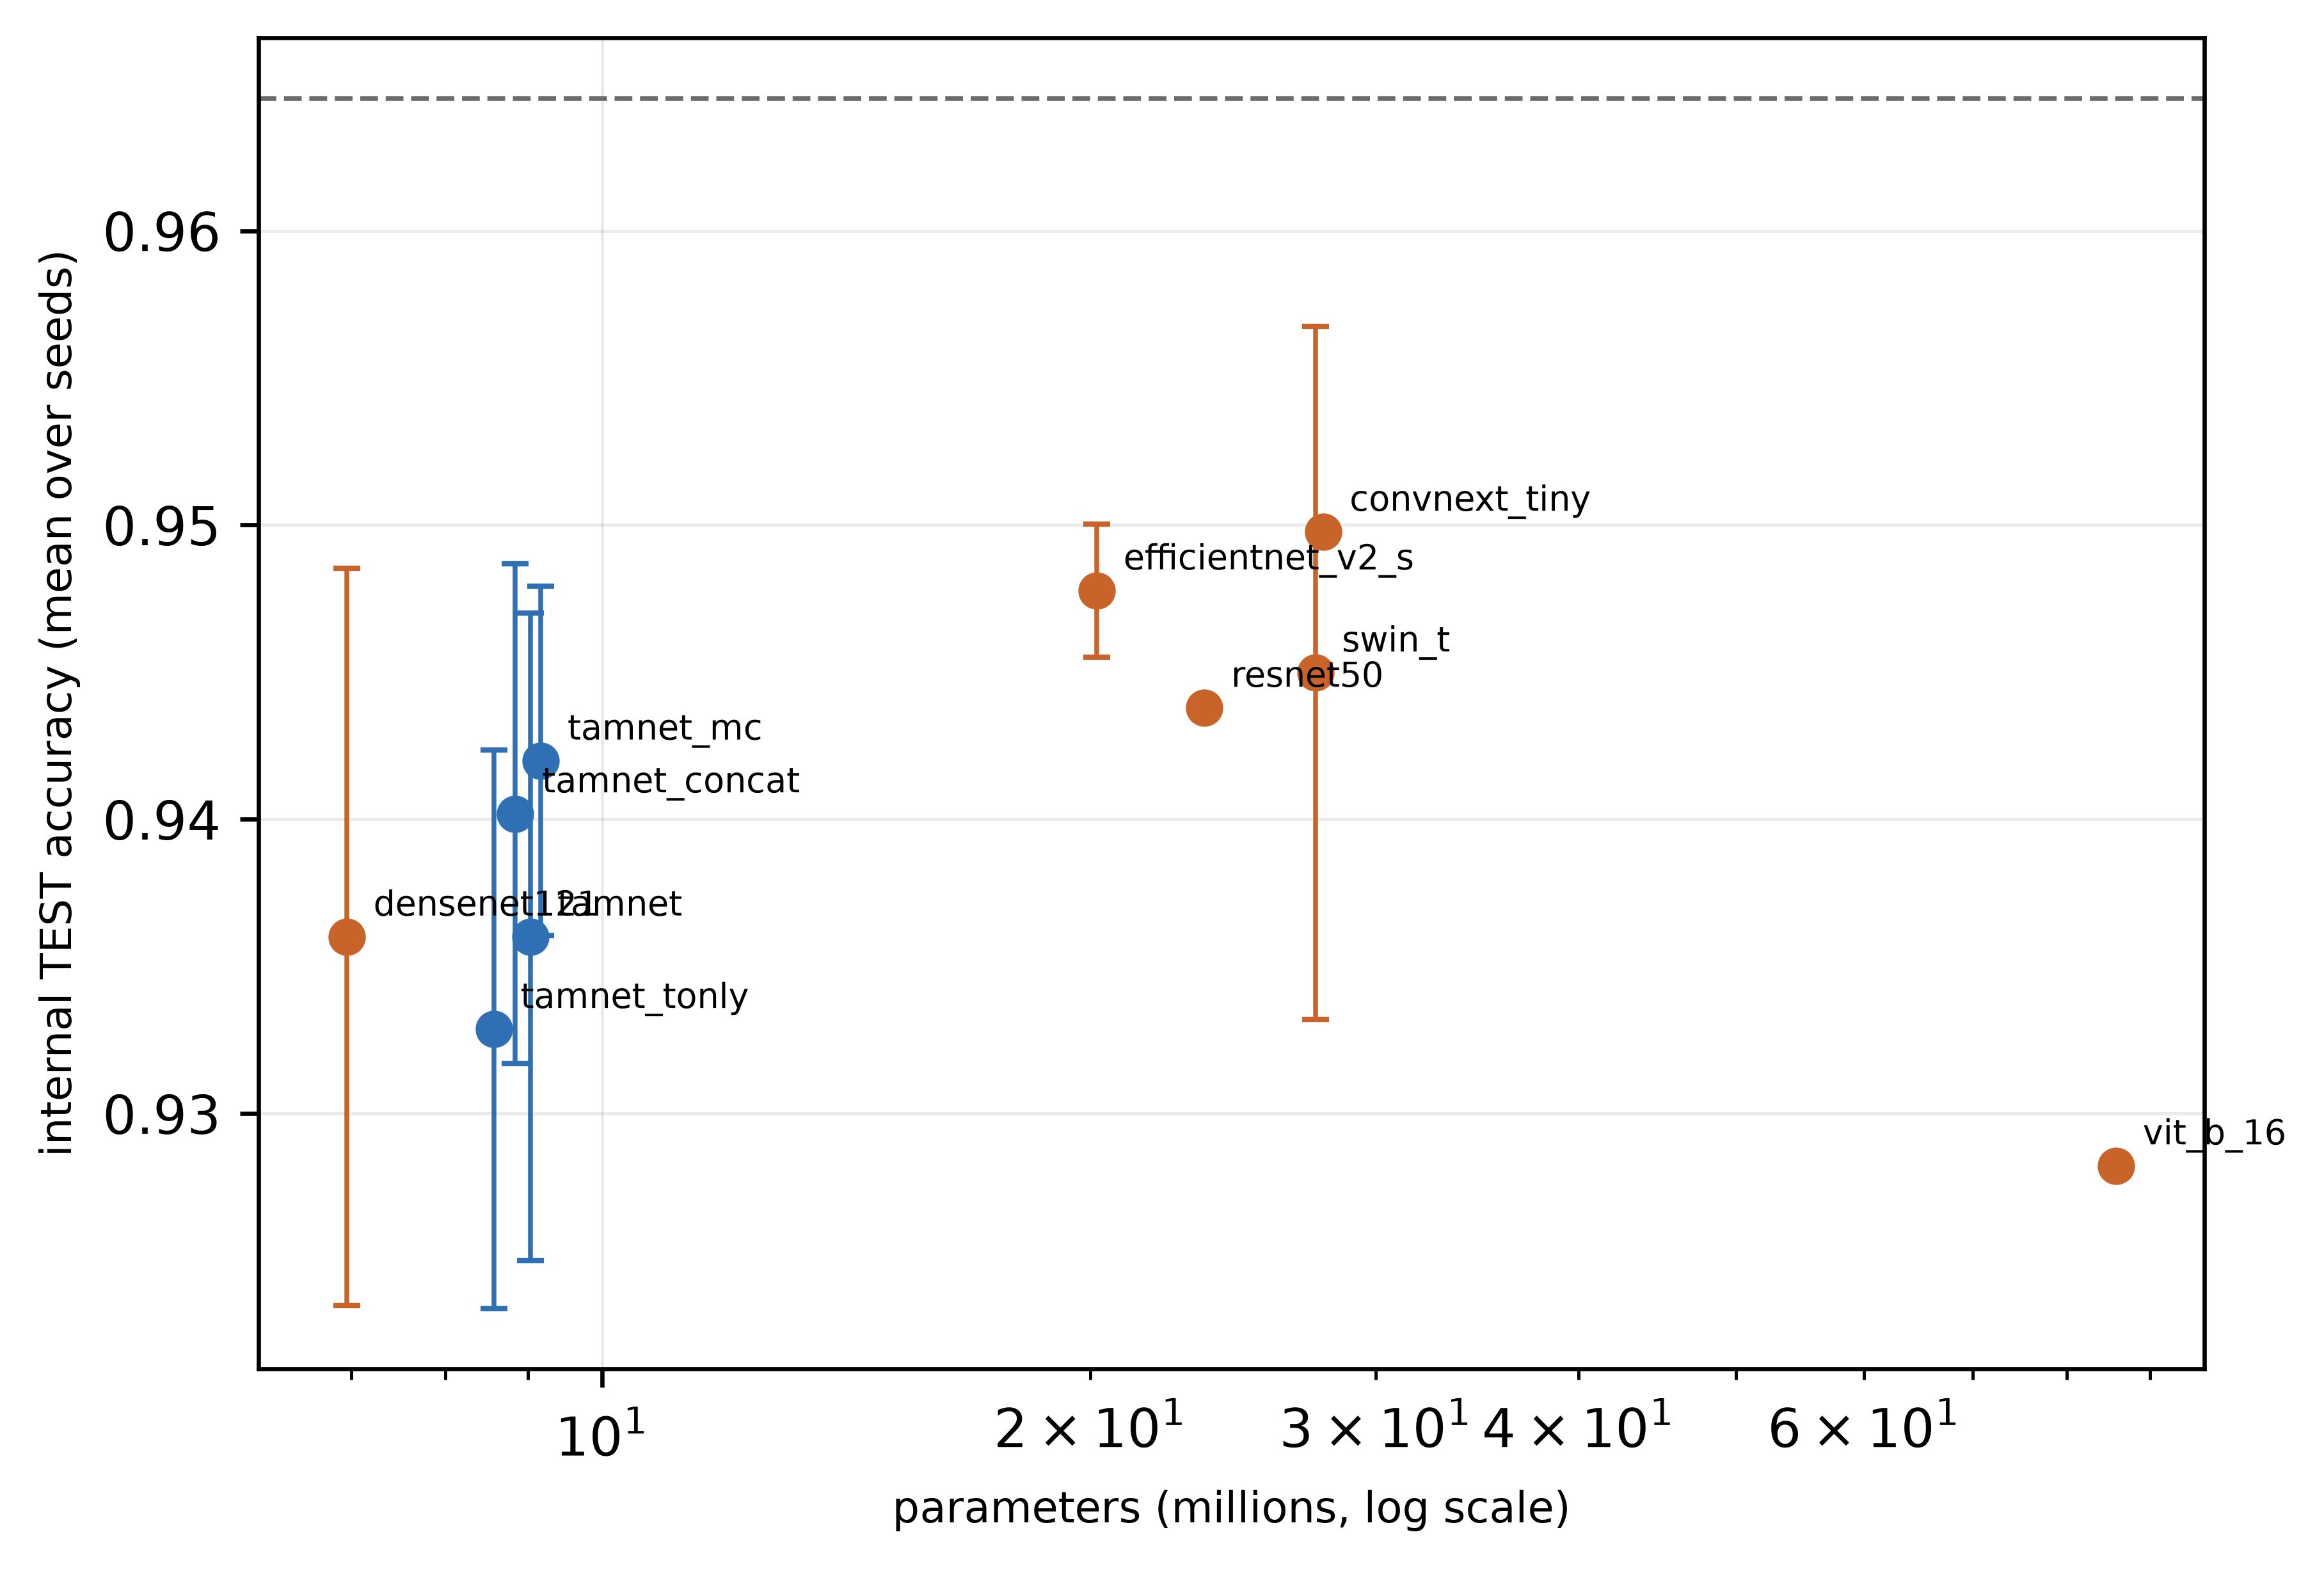 internal TEST accuracy (mean over seeds)
0.96
0.95
0.94
0.93
convnext_tiny
efficientnet_v2_s
swin_t
resnet50
tamnet_mc
tamnet_concat
densenet121
tamnet
tamnet_tonly
vit_b_16
10¹
2 × 10¹
3 × 10¹
4 × 10¹
6 × 10¹
parameters (millions, log scale)